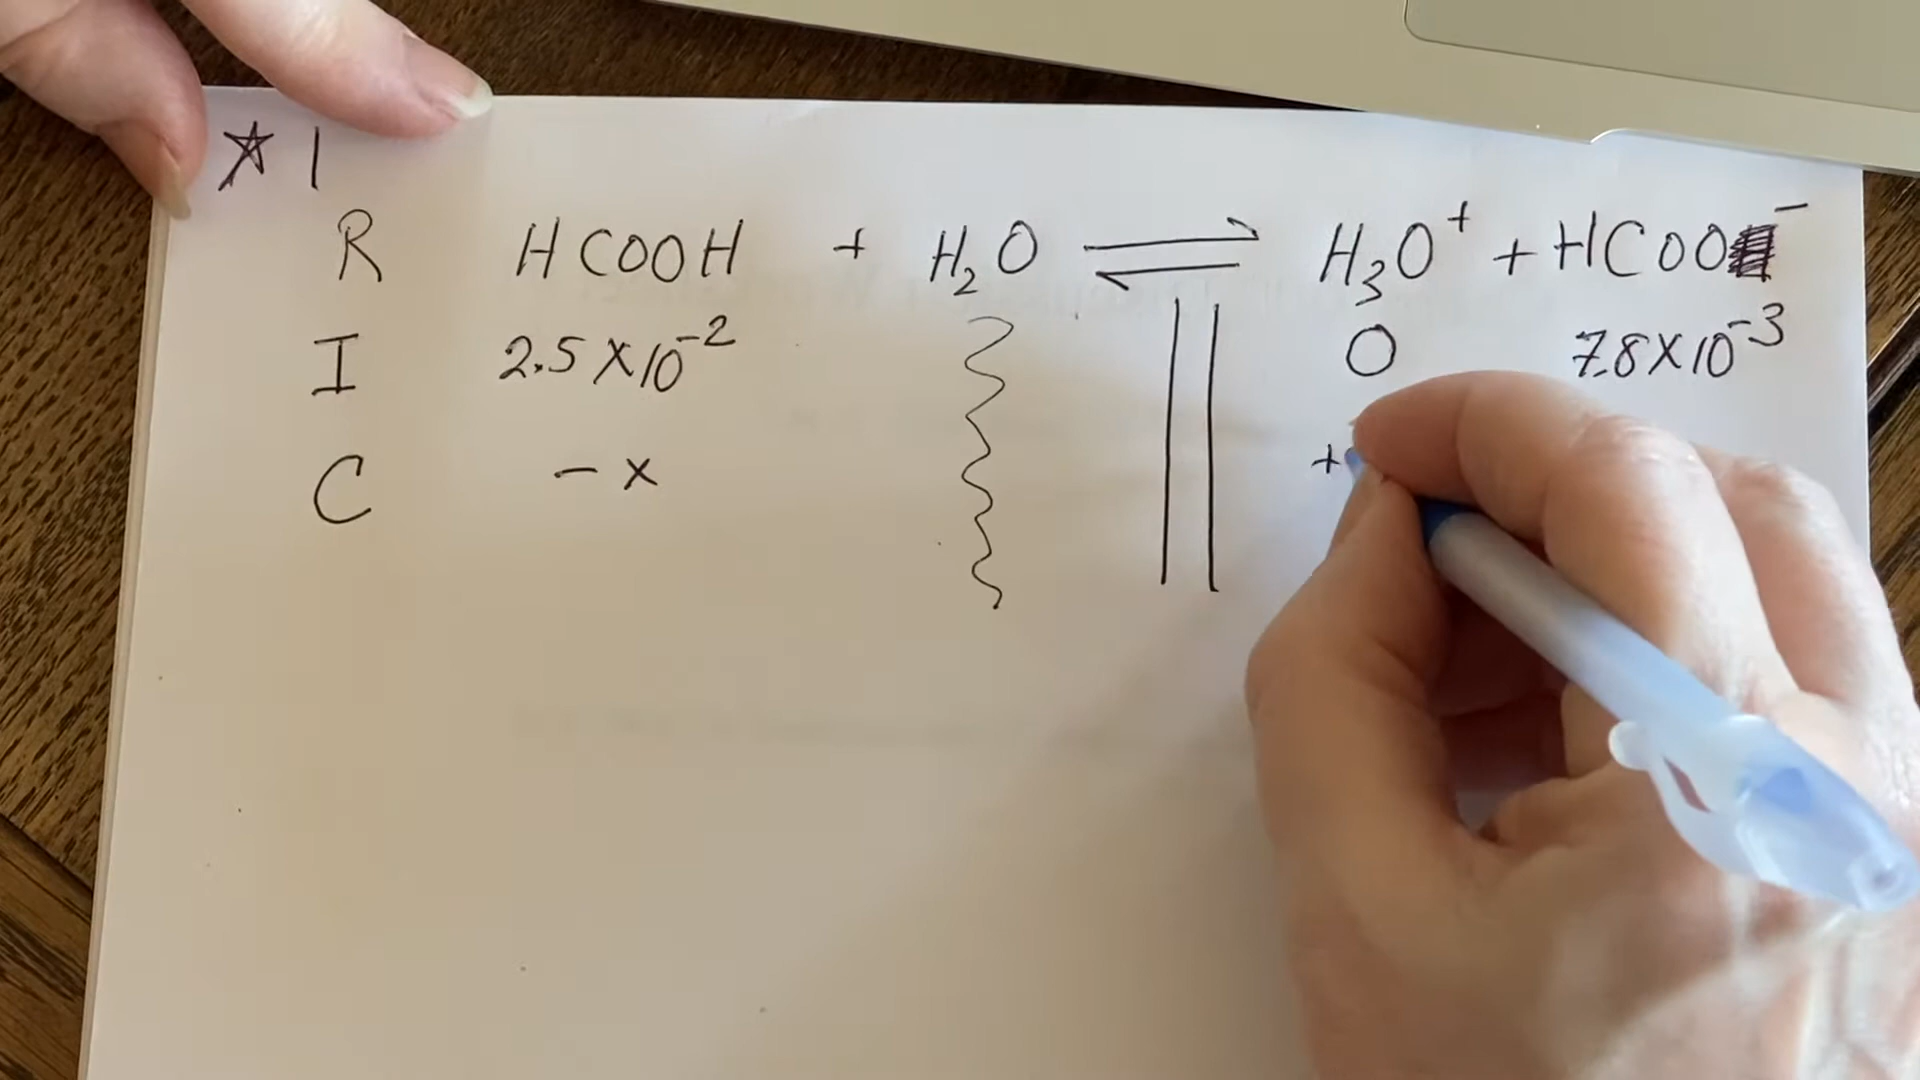 ☆ 1
R HCOOH + H₂O ⇌ H₃O⁺ + HCOO⁻
I 2.5 X 10⁻² 0 7.8 X 10⁻³
C - x +